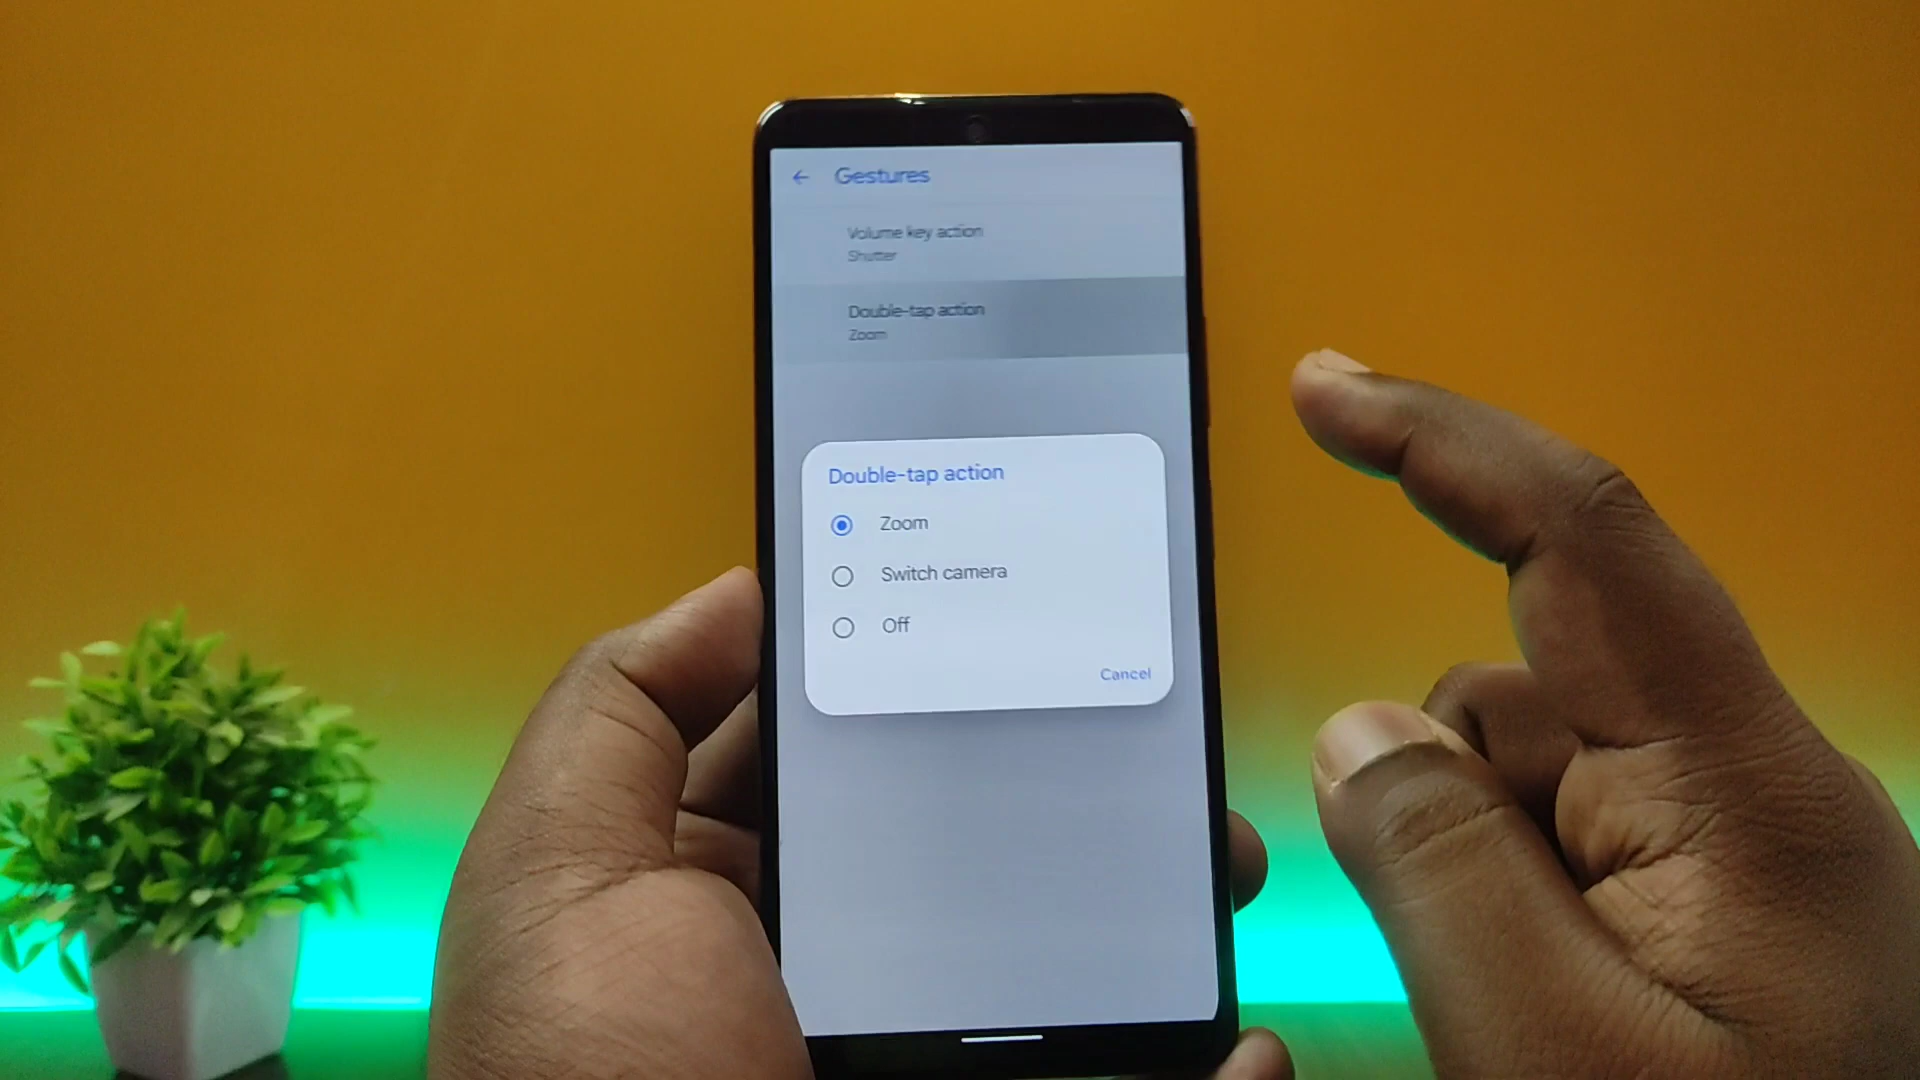 Gestures
Volume key action
Shutter
Double-tap action
Zoom
Double-tap action
Zoom
Switch camera
Off
Cancel